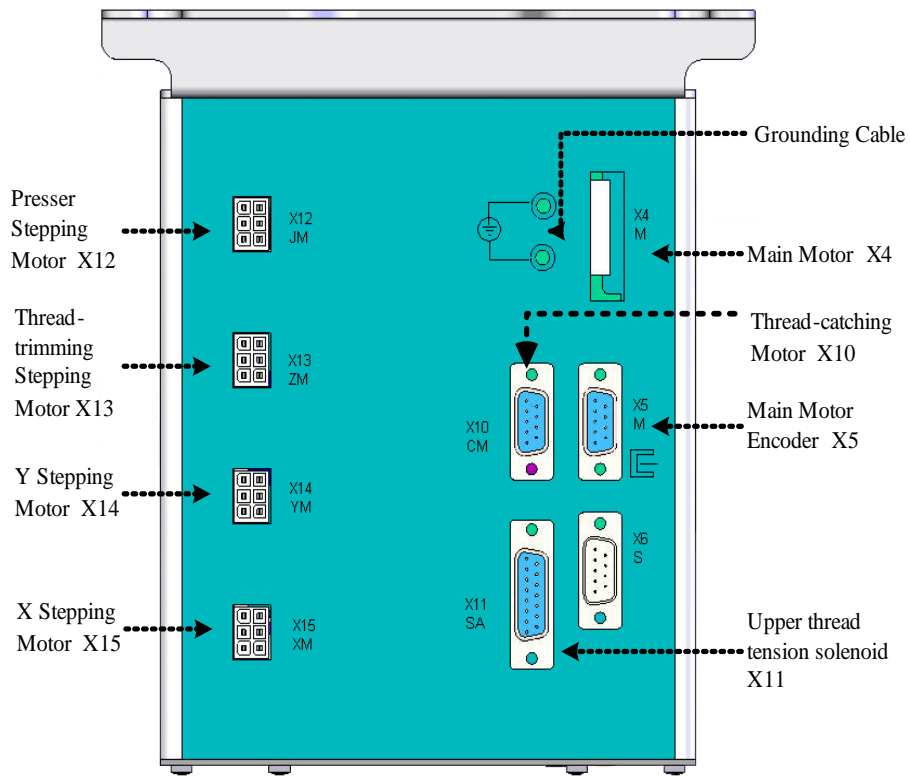 Presser
Stepping
Motor X12
Thread-
trimming
Stepping
Motor X13
Y Stepping
Motor X14
X Stepping
Motor X15
X12
JM
X13
ZM
X14
YM
X15
XM
X4
M
X10
CM
X5
M
X11
SA
X6
S
Grounding Cable
Main Motor X4
Thread-catching
Motor X10
Main Motor
Encoder X5
Upper thread
tension solenoid
X11